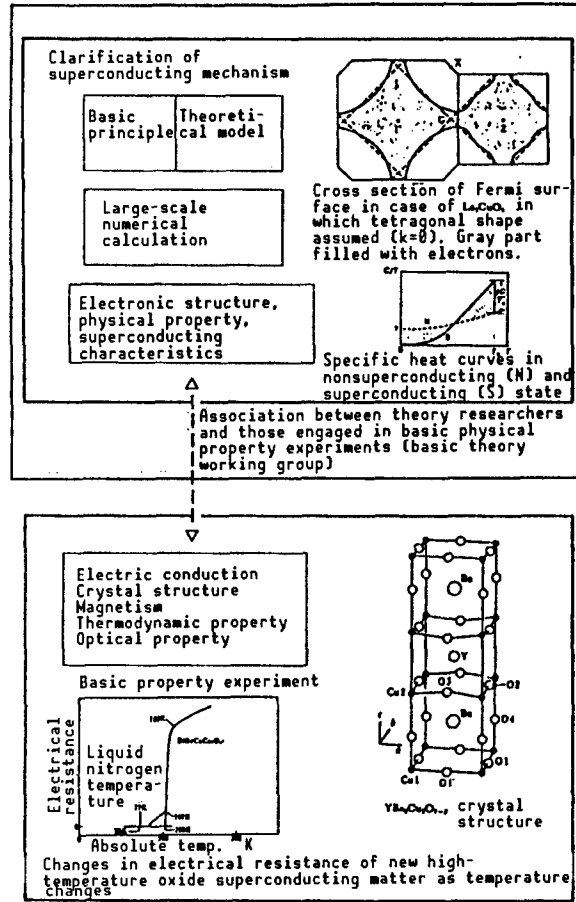 Clarification of
superconducting mechanism
Basic
principle
Theoreti-
cal model
Large-scale
numerical
calculation
Electronic structure,
physical property,
superconducting
characteristics
X
G
Cross section of Fermi sur-
face in case of La₂CuO₄ in
which tetragonal shape
assumed (k=0). Gray part
filled with electrons.
C/T
N
S
Specific heat curves in
nonsuperconducting (N) and
superconducting (S) state
Association between theory researchers
and those engaged in basic physical
property experiments (basic theory
working group)
Electric conduction
Crystal structure
Magnetism
Thermodynamic property
Optical property
Basic property experiment
Electrical
resistance
Liquid
nitrogen
tempera-
ture
0
Absolute temp. K
Changes in electrical resistance of new high-
temperature oxide superconducting matter as temperature
changes
Ba
Y
Cu2
O3
O2
Ba
O4
Cu1
O1
crystal
structure